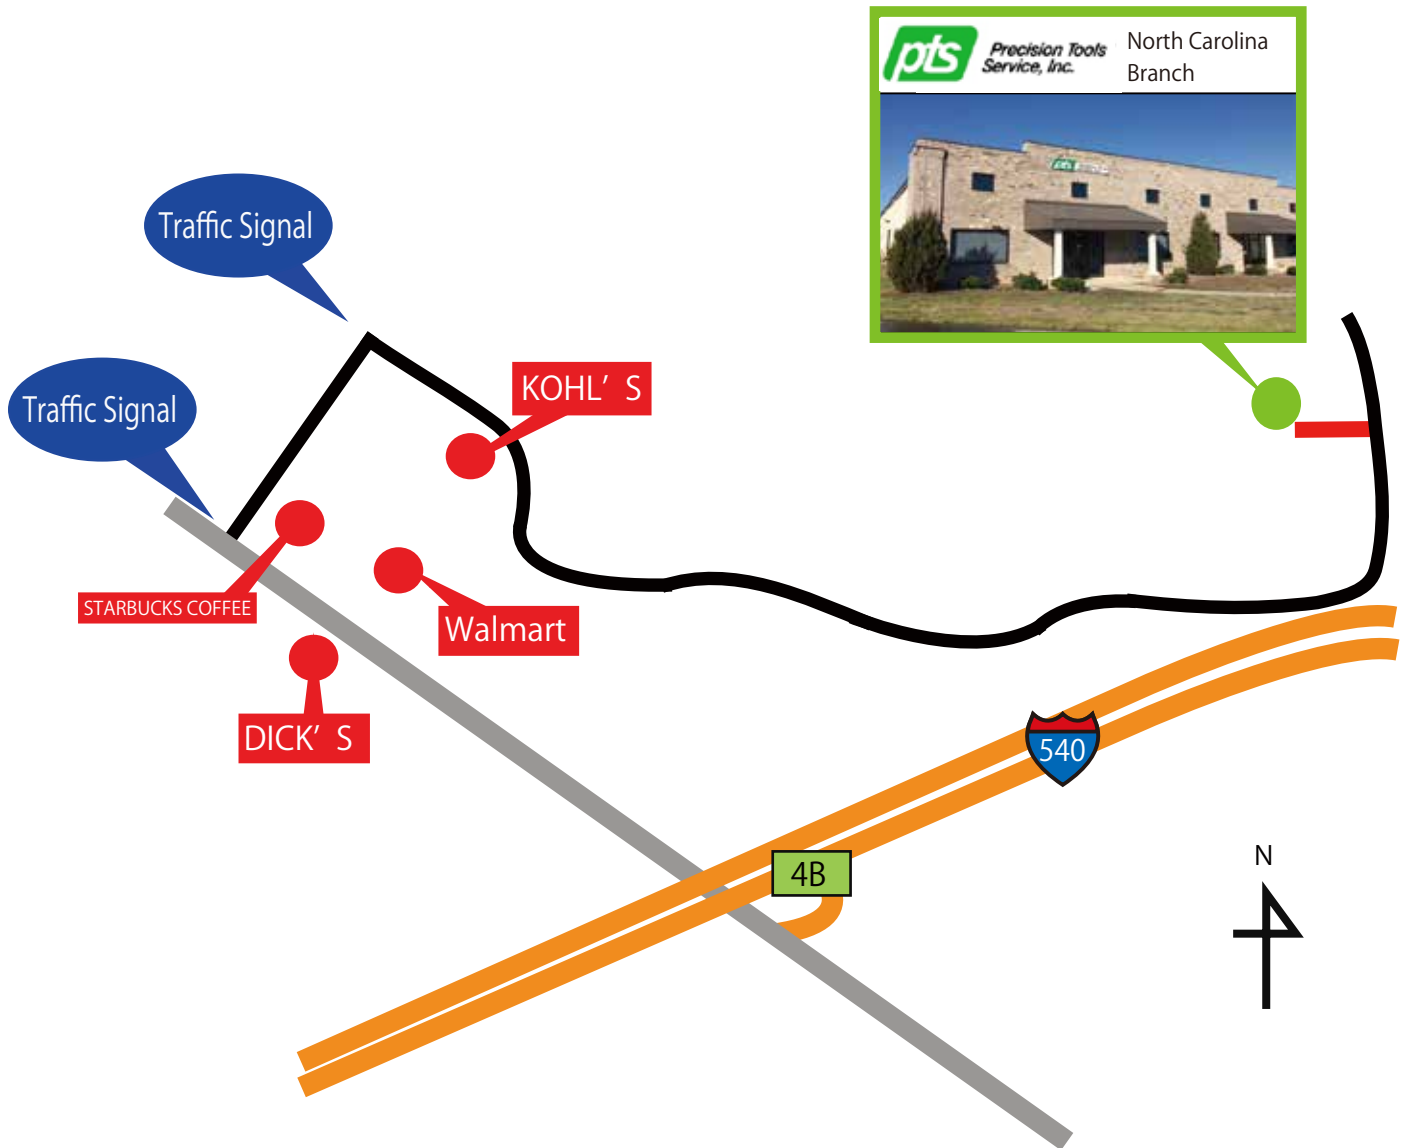 pts
Precision Tools
Service, Inc.
North Carolina
Branch
pts
Traffic Signal
Traffic Signal
KOHL' S
STARBUCKS COFFEE
Walmart
DICK' S
540
4B
N